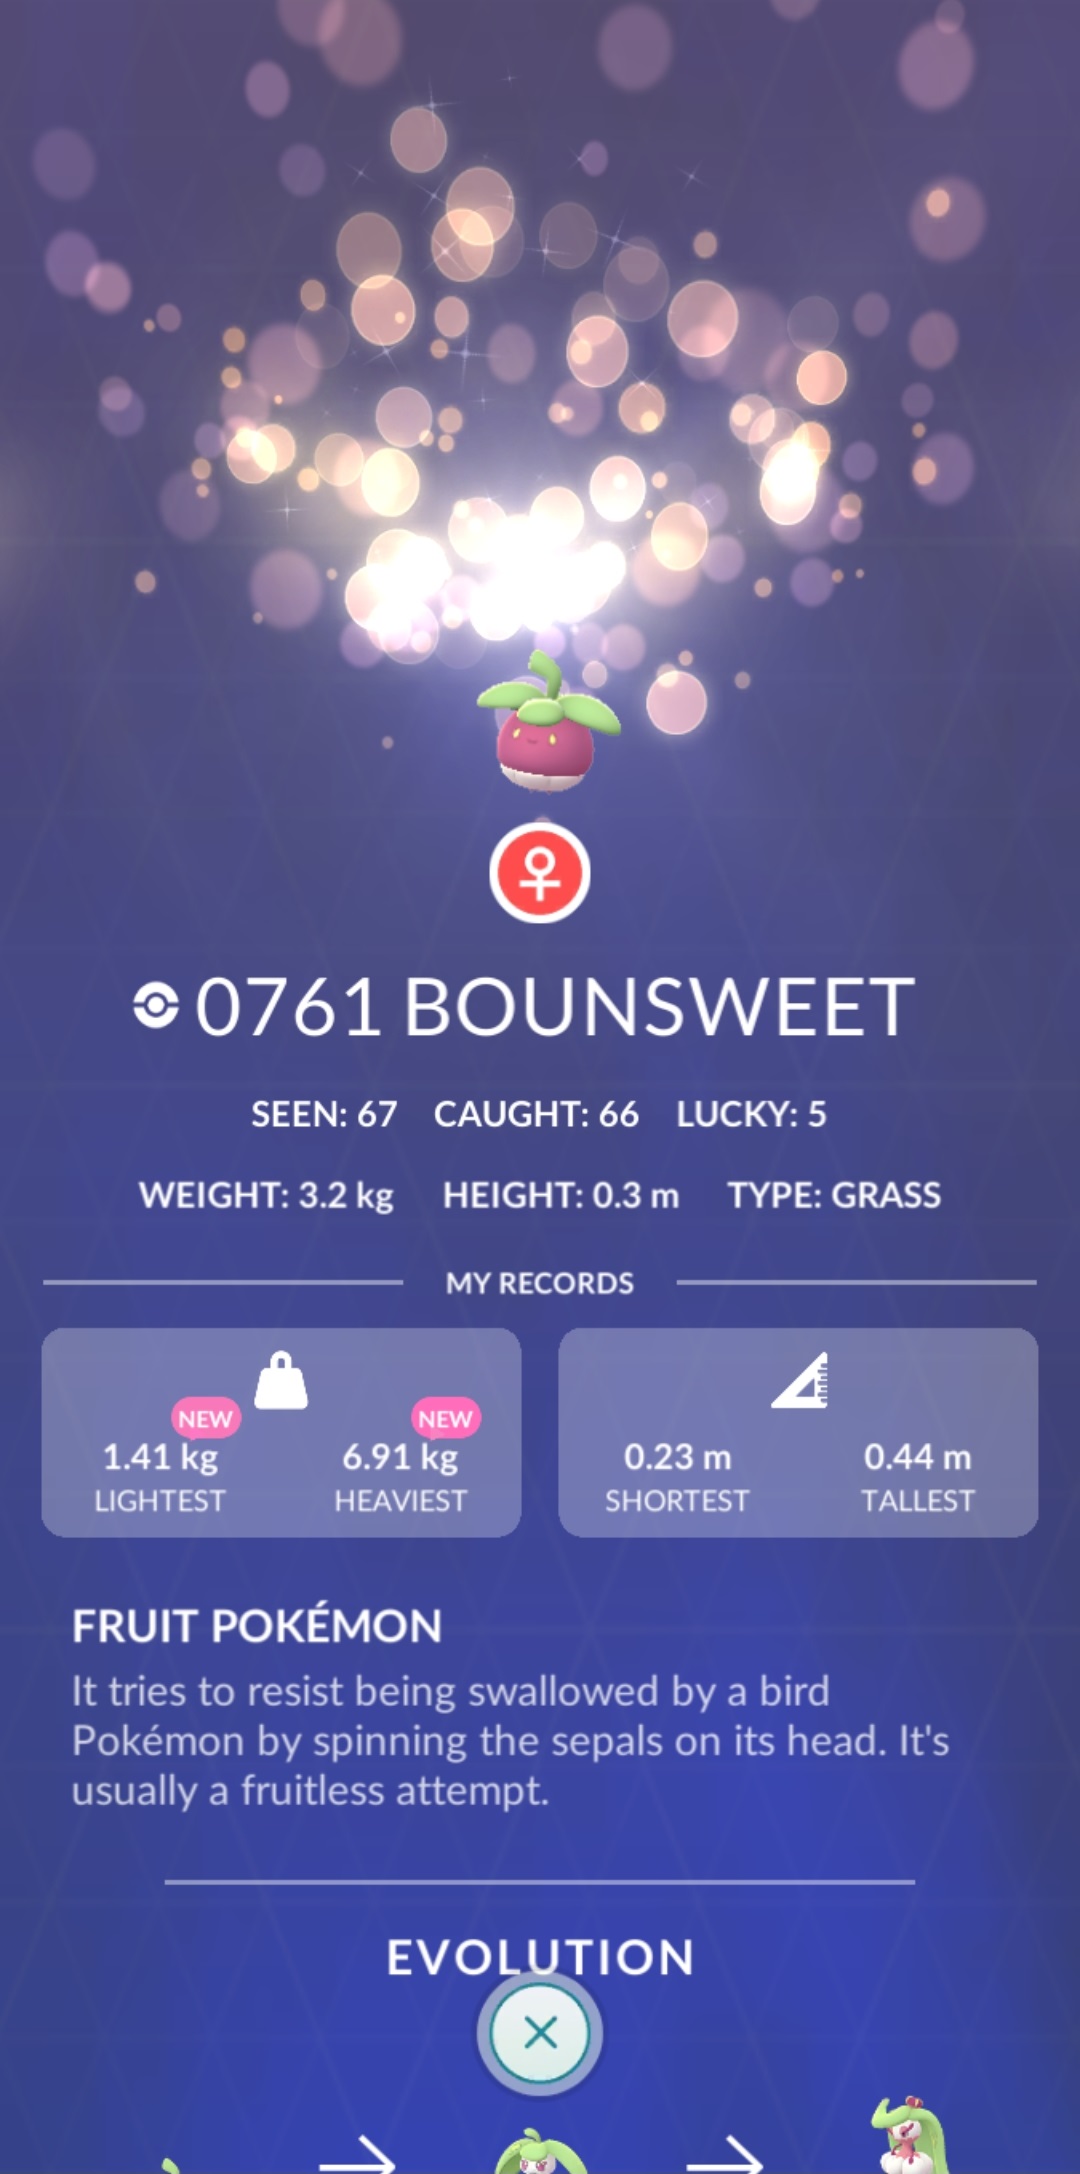 0761 BOUNSWEET
SEEN: 67 CAUGHT: 66 LUCKY: 5
WEIGHT: 3.2 kg HEIGHT: 0.3 m TYPE: GRASS
MY RECORDS
NEW NEW
1.41 kg 6.91 kg 0.23 m 0.44 m
LIGHTEST HEAVIEST SHORTEST TALLEST
FRUIT POKÉMON
It tries to resist being swallowed by a bird
Pokémon by spinning the sepals on its head. It's
usually a fruitless attempt.
EVOLUTION